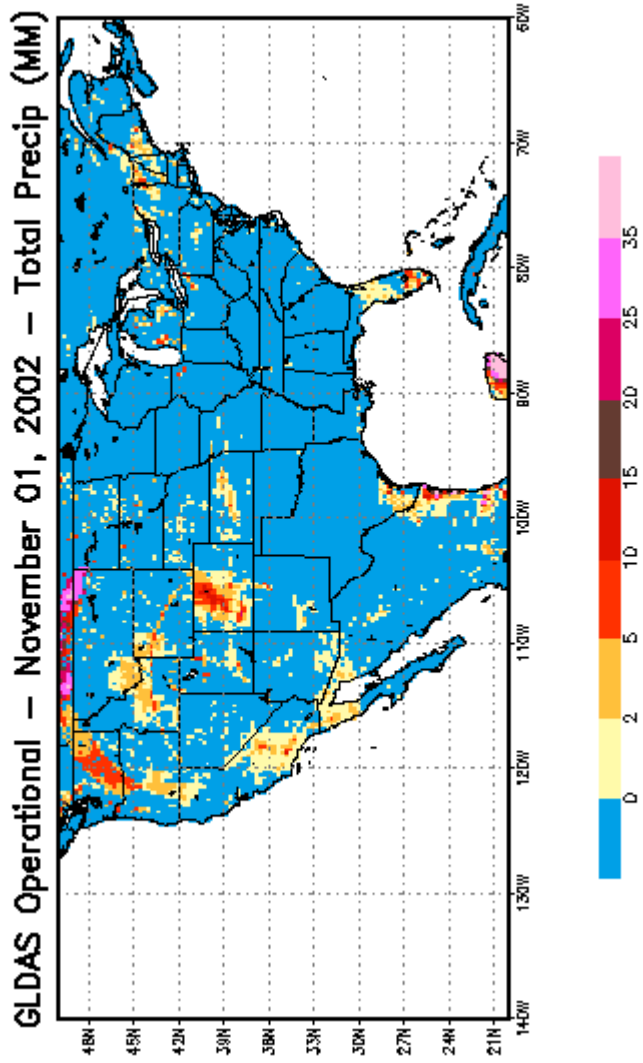 GLDAS Operational — November 01, 2002 — Total Precip (MM)
48N
45N
42N
39N
36N
33N
30N
27N
24N
21N
140W 130W 120W 110W 100W 90W 80W 70W 60W
0 2 5 10 15 25 35